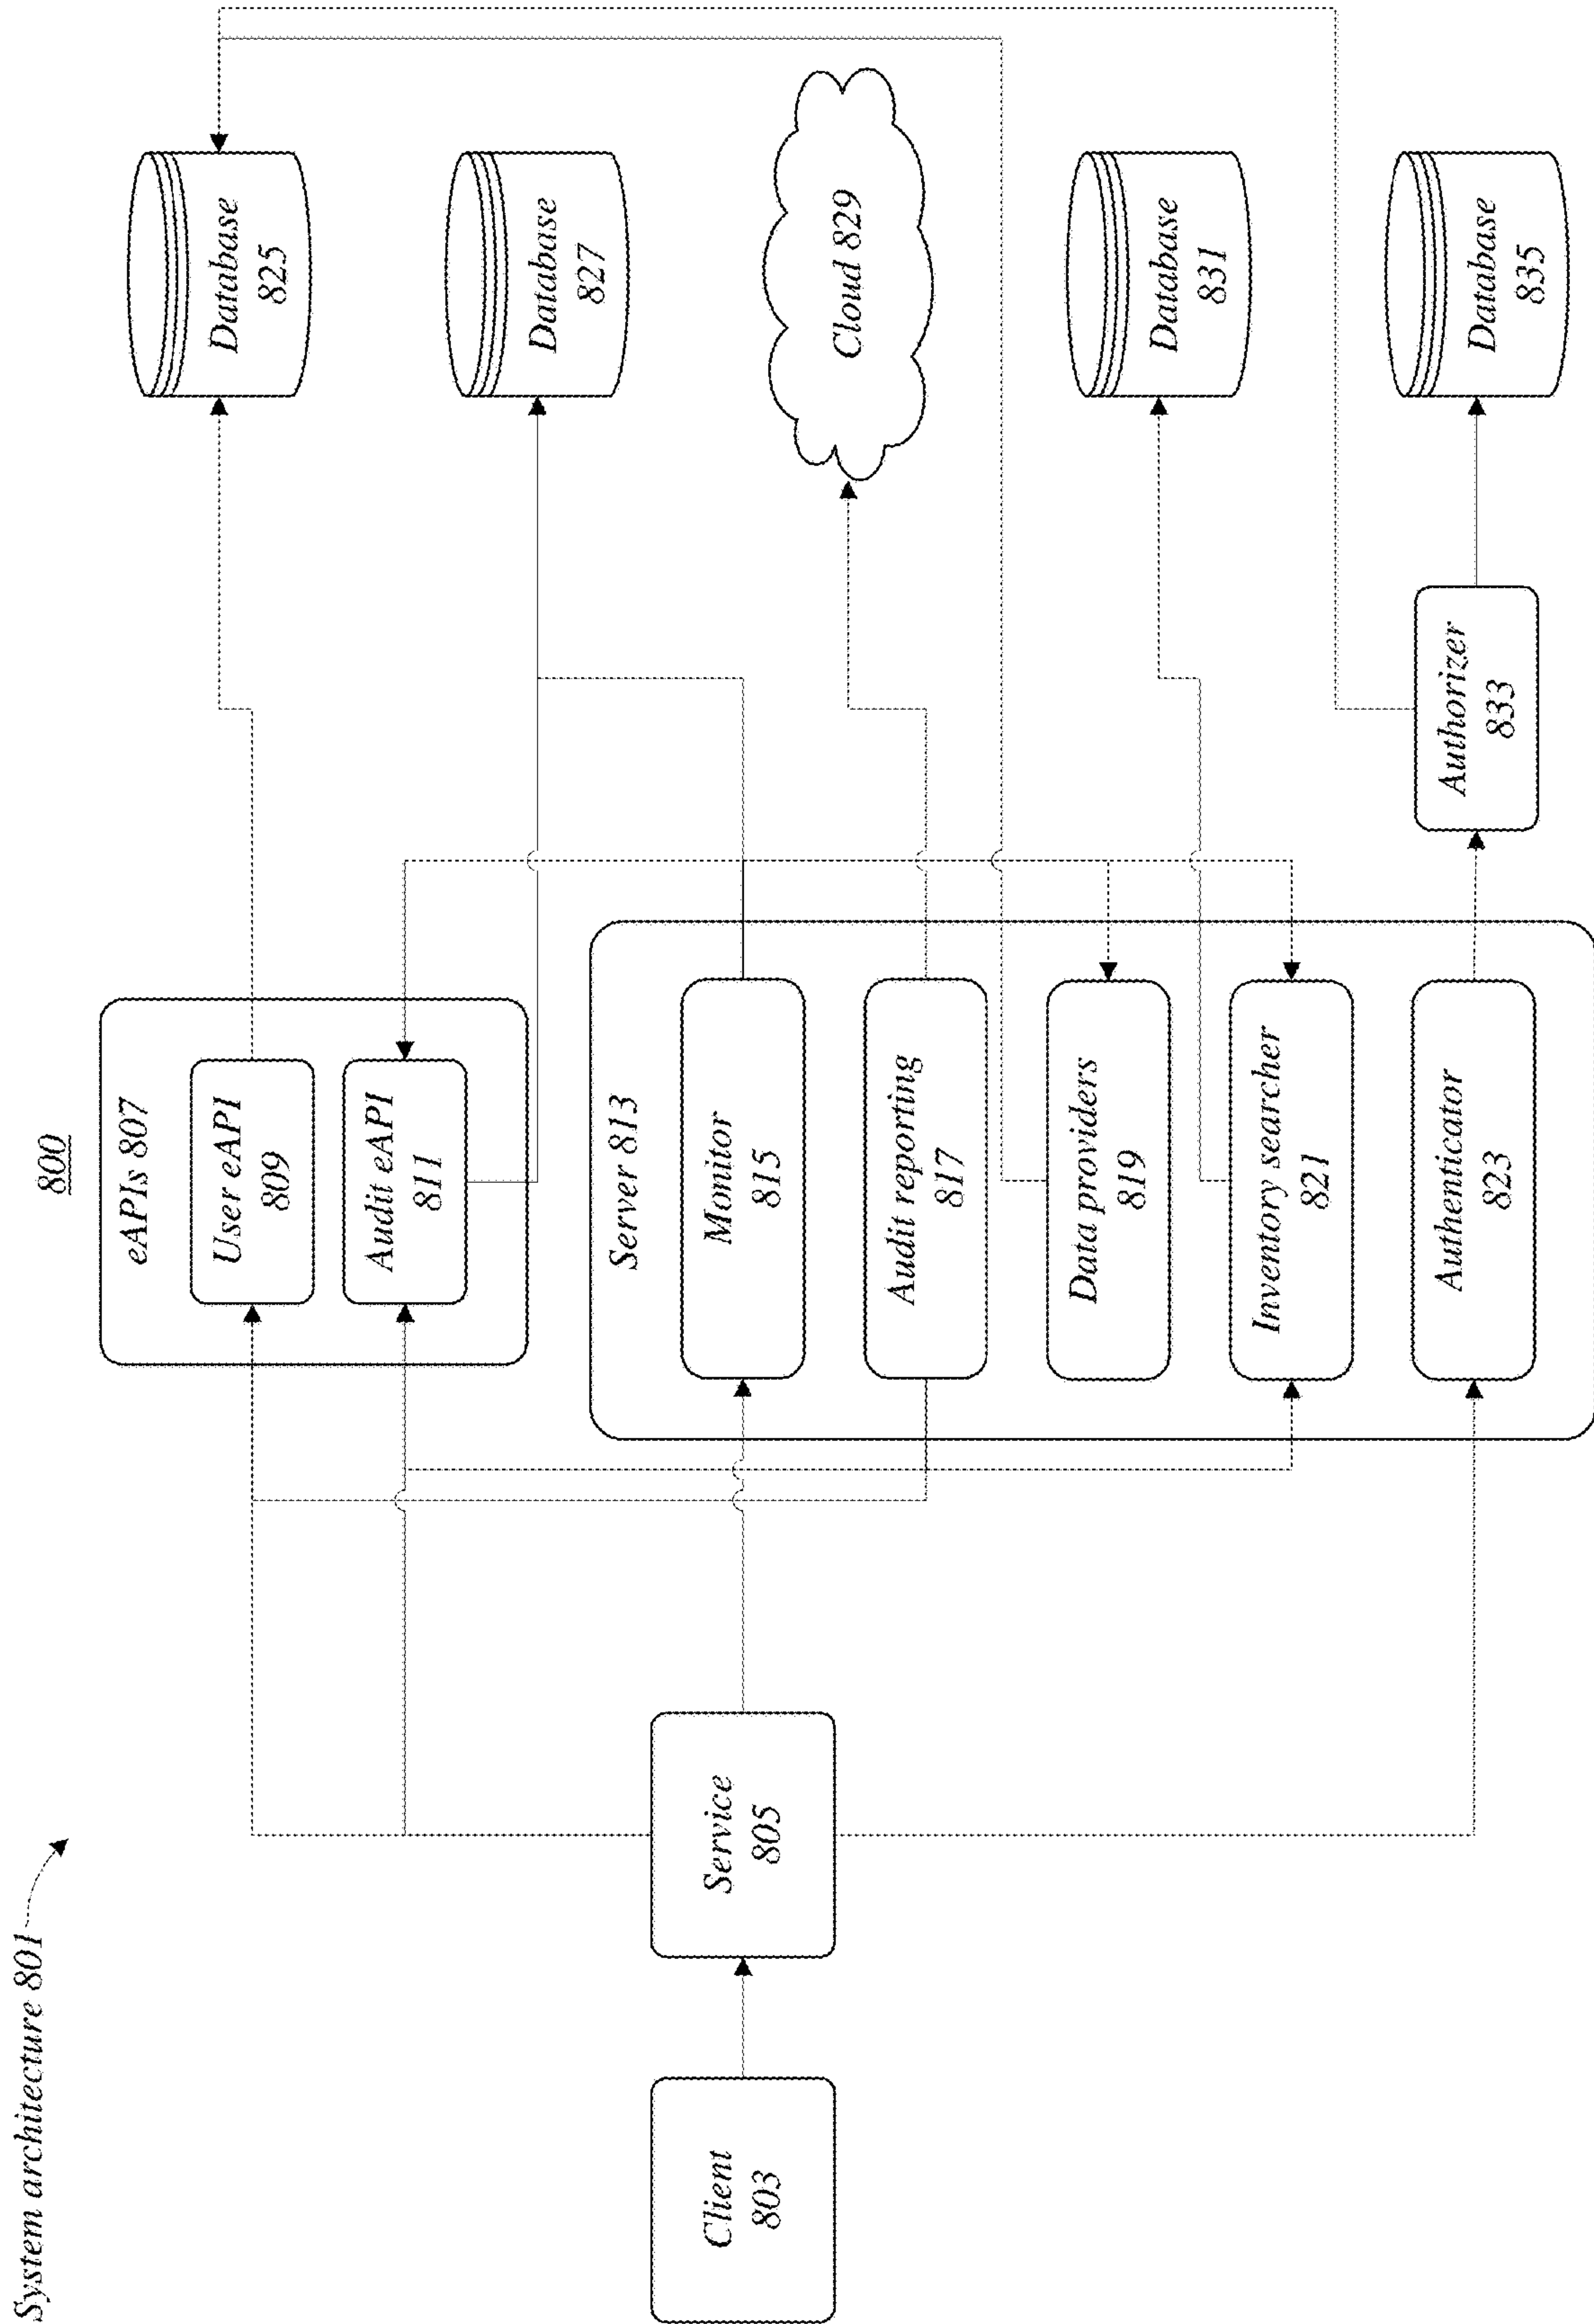 800
System architecture 801
Client
803
Service
805
eAPIs 807
User eAPI
809
Audit eAPI
811
Server 813
Monitor
815
Audit reporting
817
Data providers
819
Inventory searcher
821
Authenticator
823
Authorizer
833
Database
825
Database
827
Cloud 829
Database
831
Database
835